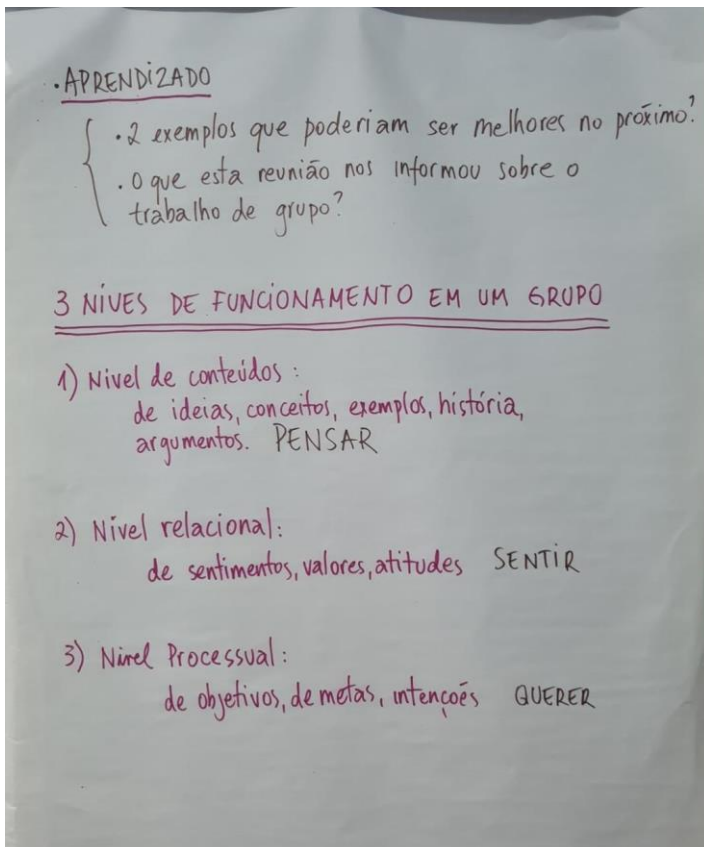 · APRENDIZADO
· 2 exemplos que poderiam ser melhores no próximo?
· O que esta reunião nos informou sobre o
trabalho de grupo?
3 NÍVES DE FUNCIONAMENTO EM UM GRUPO
1) Nivel de conteúdos :
de ideias, conceitos, exemplos, história,
argumentos. PENSAR
2) Nível relacional:
de sentimentos, valores, atitudes SENTIR
3) Nivel Processual:
de objetivos, de metas, intençoēs QUERER